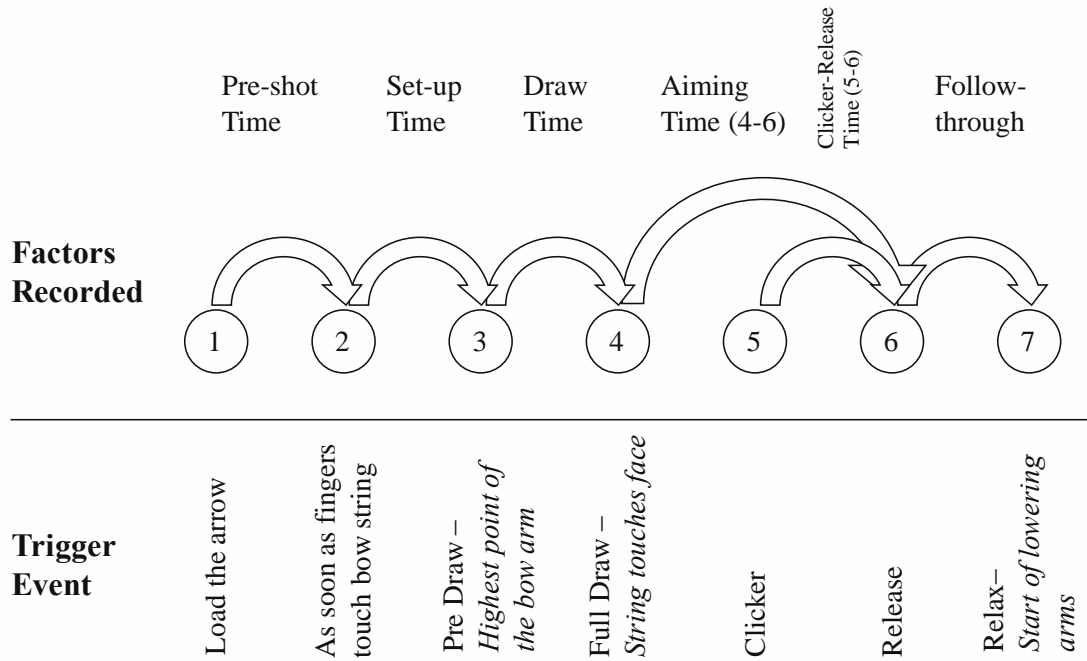 Pre-shot
Time
Set-up
Time
Draw
Time
Aiming
Time (4-6)
Clicker-Release
Time (5-6)
Follow-
through
Factors
Recorded
1
2
3
4
5
6
7
Trigger
Event
Load the arrow
As soon as fingers
touch bow string
Pre Draw –
Highest point of
the bow arm
Full Draw –
String touches face
Clicker
Release
Relax–
Start of lowering
arms